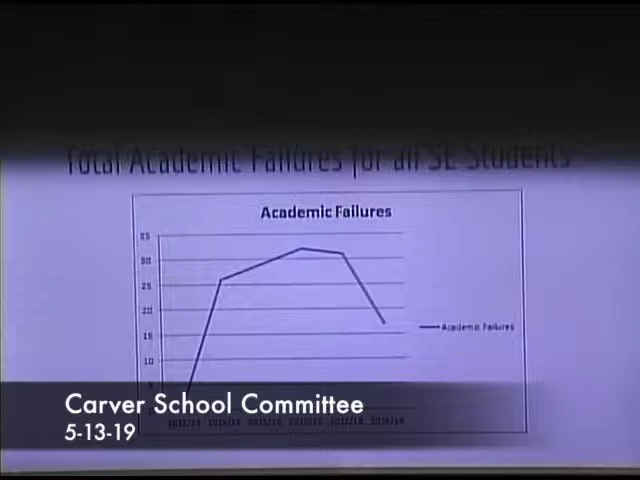 Total Academic Failures for all SE Students
Academic Failures
35
30
25
20
15
10
Academic Failures
Carver School Committee
5-13-19